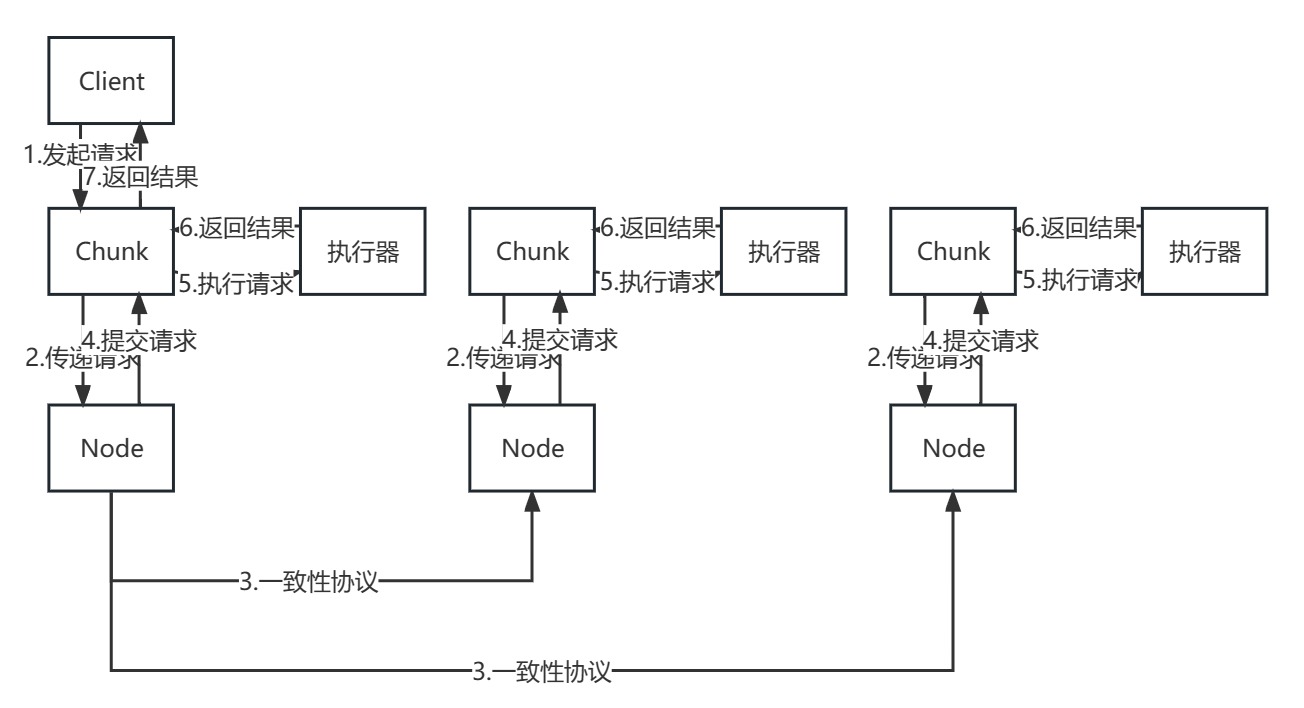 Client
1.发起请求
7.返回结果
Chunk
6.返回结果
5.执行请求
执行器
Chunk
6.返回结果
5.执行请求
执行器
Chunk
6.返回结果
5.执行请求
执行器
4.提交请求
2.传递请求
4.提交请求
2.传递请求
4.提交请求
2.传递请求
Node
Node
Node
3.一致性协议
3.一致性协议